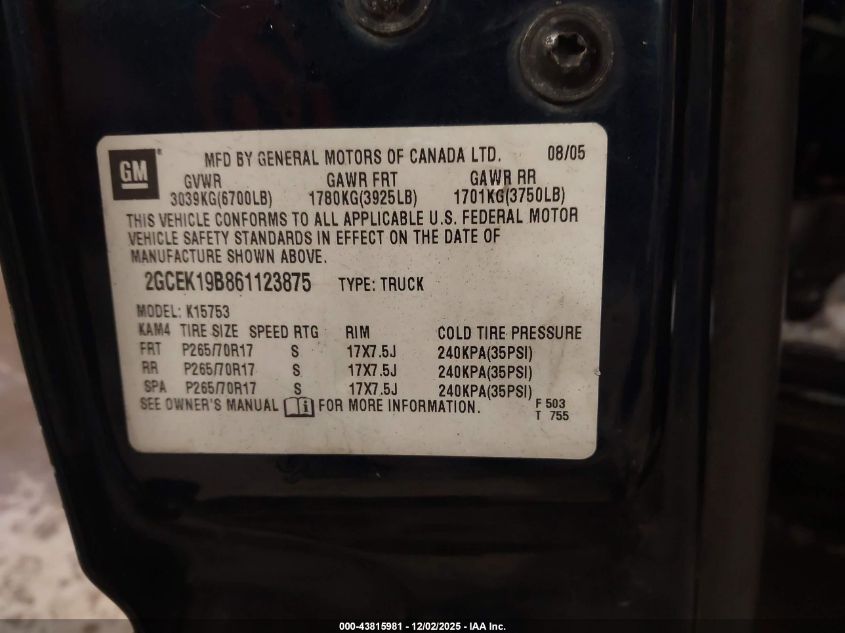 GM
MFD BY GENERAL MOTORS OF CANADA LTD. 08/05
GVWR GAWR FRT GAWR RR
3039KG(6700LB) 1780KG(3925LB) 1701KG(3750LB)
THIS VEHICLE CONFORMS TO ALL APPLICABLE U.S. FEDERAL MOTOR
VEHICLE SAFETY STANDARDS IN EFFECT ON THE DATE OF
MANUFACTURE SHOWN ABOVE.
2GCEK19B861123875 TYPE: TRUCK
MODEL: K15753
KAM4 TIRE SIZE SPEED RTG RIM COLD TIRE PRESSURE
FRT P265/70R17 S 17X7.5J 240KPA(35PSI)
RR P265/70R17 S 17X7.5J 240KPA(35PSI)
SPA P265/70R17 S 17X7.5J 240KPA(35PSI)
SEE OWNER'S MANUAL FOR MORE INFORMATION. F 503
T 755
000-43815981 - 12/02/2025 - IAA Inc.